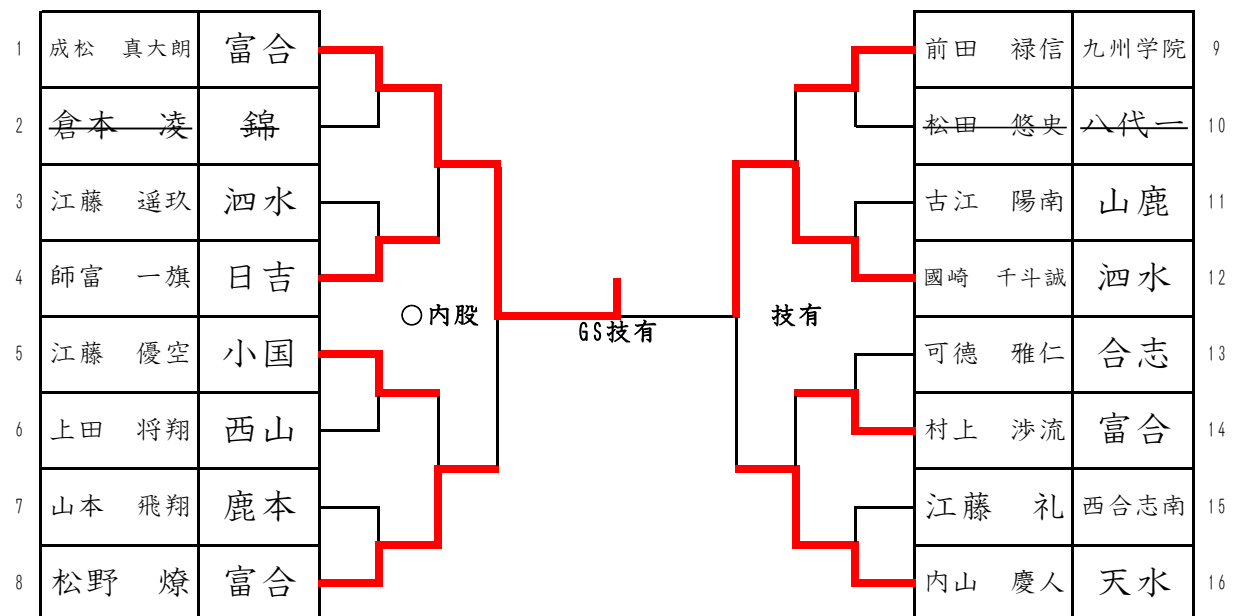 1 成松 真大朗 富合
2 倉本 凌 錦
3 江藤 遥玖 泗水
4 師富 一旗 日吉
5 江藤 優空 小国
6 上田 将翔 西山
7 山本 飛翔 鹿本
8 松野 燎 富合
○内股
GS技有
技有
前田 禄信 九州学院 9
松田 悠史 八代一 10
古江 陽南 山鹿 11
國崎 千斗誠 泗水 12
可德 雅仁 合志 13
村上 渉流 富合 14
江藤 礼 西合志南 15
内山 慶人 天水 16